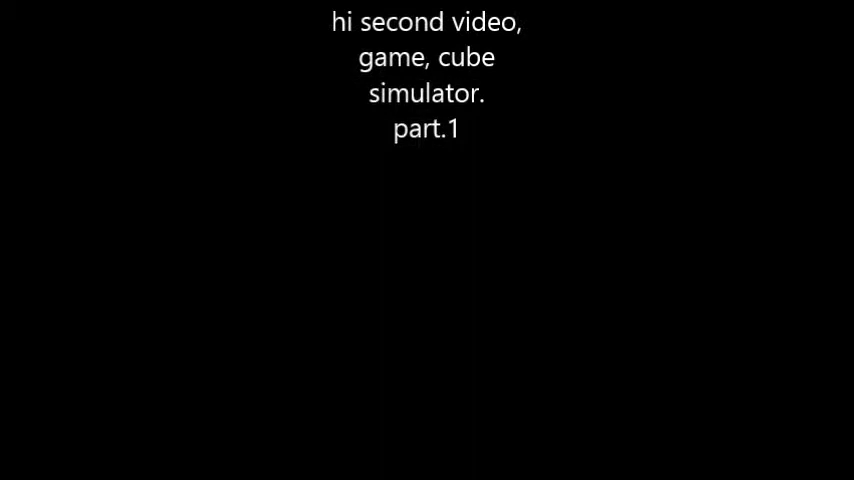 hi second video,
game, cube
simulator.
part.1